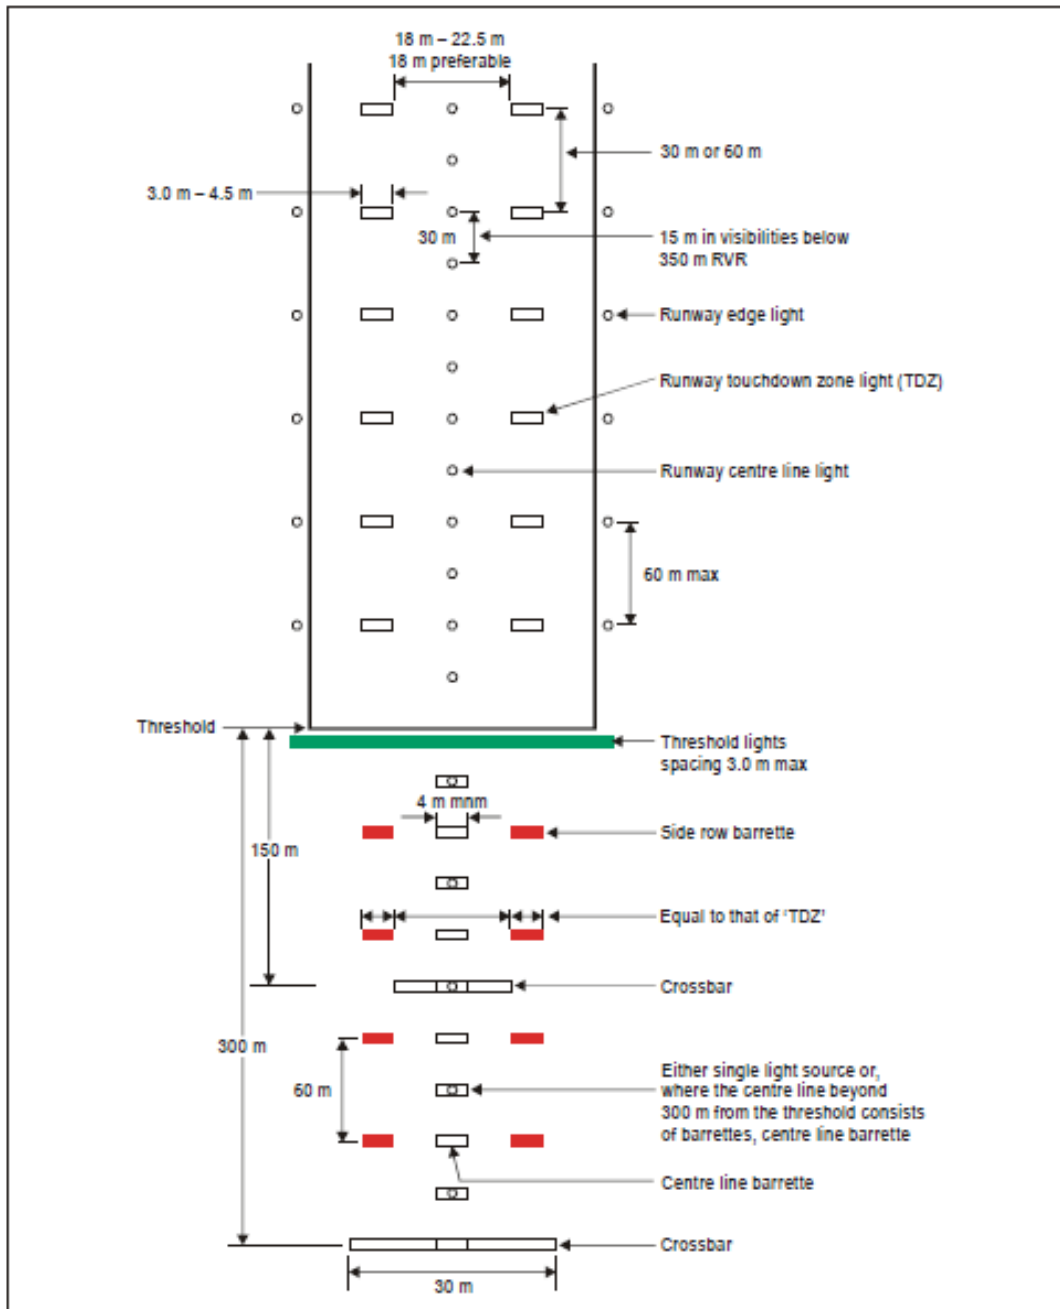 18 m – 22.5 m
18 m preferable
30 m or 60 m
3.0 m – 4.5 m
30 m
15 m in visibilities below
350 m RVR
Runway edge light
Runway touchdown zone light (TDZ)
Runway centre line light
60 m max
Threshold
Threshold lights
spacing 3.0 m max
4 m mnm
Side row barrette
150 m
Equal to that of ‘TDZ’
Crossbar
300 m
60 m
Either single light source or,
where the centre line beyond
300 m from the threshold consists
of barrettes, centre line barrette
Centre line barrette
Crossbar
30 m